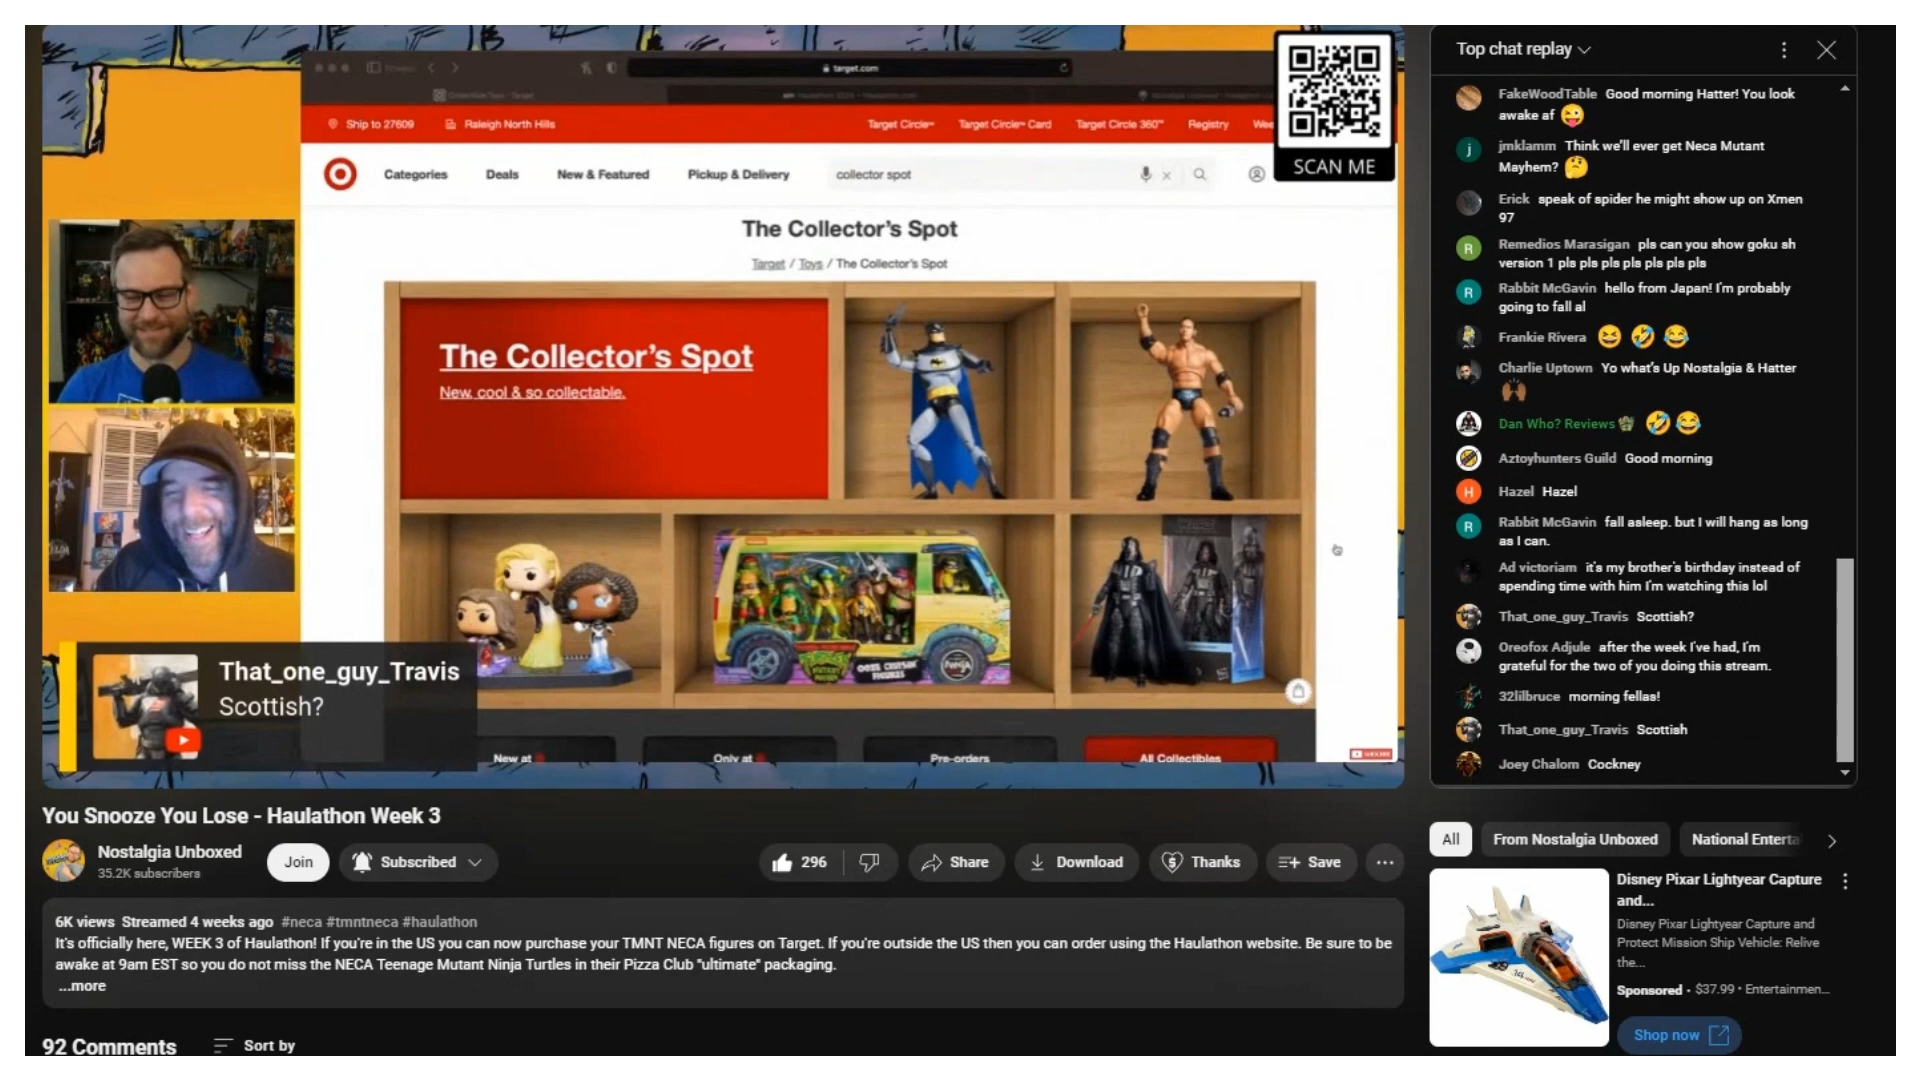 target.com
Ship to 27609
Raleigh North Hills
Target Circle™
Target Circle™ Card
Target Circle 360™
Registry
Wee
SCAN ME
Categories
Deals
New & Featured
Pickup & Delivery
collector spot
The Collector's Spot
Target / Toys / The Collector's Spot
The Collector's Spot
New, cool & so collectable.
That_one_guy_Travis
Scottish?
New at
Only at
Pre-orders
All Collectibles
Top chat replay
FakeWoodTable Good morning Hatter! You look
awake af 😜
jmklamm Think we'll ever get Neca Mutant
Mayhem? 🤔
Erick speak of spider he might show up on Xmen
97
Remedios Marasigan pls can you show goku sh
version 1 pls pls pls pls pls pls pls
Rabbit McGavin hello from Japan! I'm probably
going to fall al
Frankie Rivera 😆 🤣 😂
Charlie Uptown Yo what's Up Nostalgia & Hatter
🙌🏾
Dan Who? Reviews 🤣 😂
Aztoyhunters Guild Good morning
Hazel Hazel
Rabbit McGavin fall asleep. but I will hang as long
as I can.
Ad victoriam it's my brother's birthday instead of
spending time with him I'm watching this lol
That_one_guy_Travis Scottish?
Oreofox Adjule after the week I've had, I'm
grateful for the two of you doing this stream.
32lilbruce morning fellas!
That_one_guy_Travis Scottish
Joey Chalom Cockney
You Snooze You Lose - Haulathon Week 3
Nostalgia Unboxed
35.2K subscribers
Join
Subscribed
296
Share
Download
Thanks
Save
6K views Streamed 4 weeks ago #neca #tmntneca #haulathon
It's officially here, WEEK 3 of Haulathon! If you're in the US you can now purchase your TMNT NECA figures on Target. If you're outside the US then you can order using the Haulathon website. Be sure to be
awake at 9am EST so you do not miss the NECA Teenage Mutant Ninja Turtles in their Pizza Club "ultimate" packaging.
...more
92 Comments
Sort by
All
From Nostalgia Unboxed
National Enterta
Disney Pixar Lightyear Capture
and...
Disney Pixar Lightyear Capture and
Protect Mission Ship Vehicle: Relive
the...
Sponsored · $37.99 · Entertainmen...
Shop now